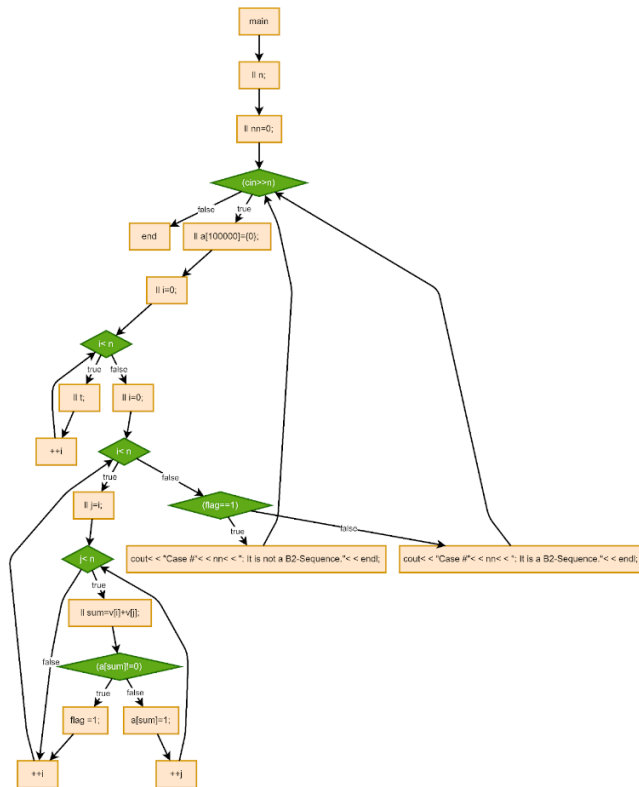 main
ll n;
ll nn=0;
(cin>>n)
false
true
end
ll a[100000]={0};
ll i=0;
i< n
true
false
ll t;
ll i=0;
++i
i< n
true
false
ll j=i;
(flag==1)
true
false
j< n
cout< < "Case #"< < nn< < ": It is not a B2-Sequence."< < endl;
cout< < "Case #"< < nn< < ": It is a B2-Sequence."< < endl;
true
ll sum=v[i]+v[j];
false
(a[sum]!=0)
true
false
flag =1;
a[sum]=1;
++i
++j